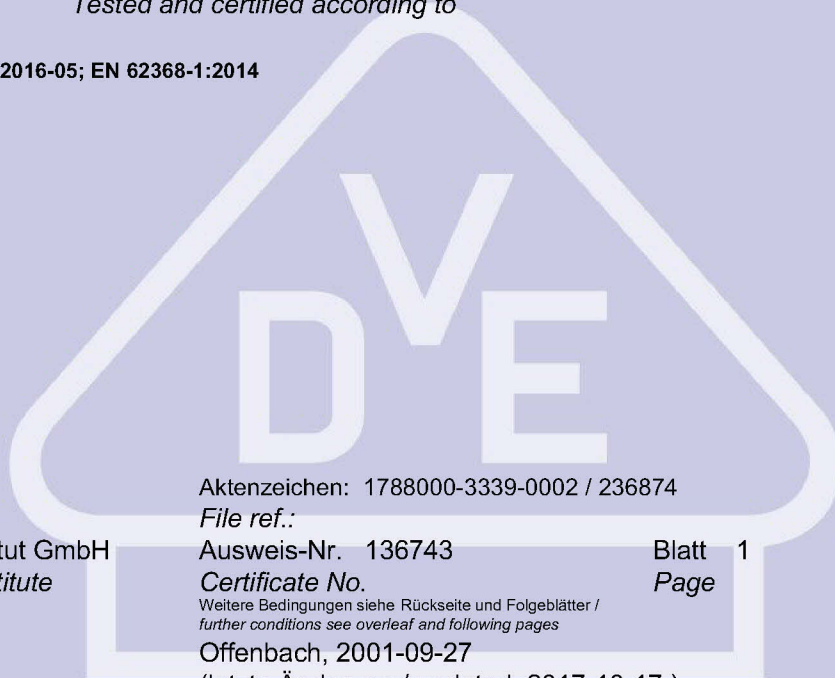 Tested and certified according to
2016-05; EN 62368-1:2014
VDE
Aktenzeichen: 1788000-3339-0002 / 236874
File ref.:
GmbH Ausweis-Nr. 136743 Blatt 1
Certificate No. Page
Weitere Bedingungen siehe Rückseite und Folgeblätter /
further conditions see overleaf and following pages
Offenbach, 2001-09-27